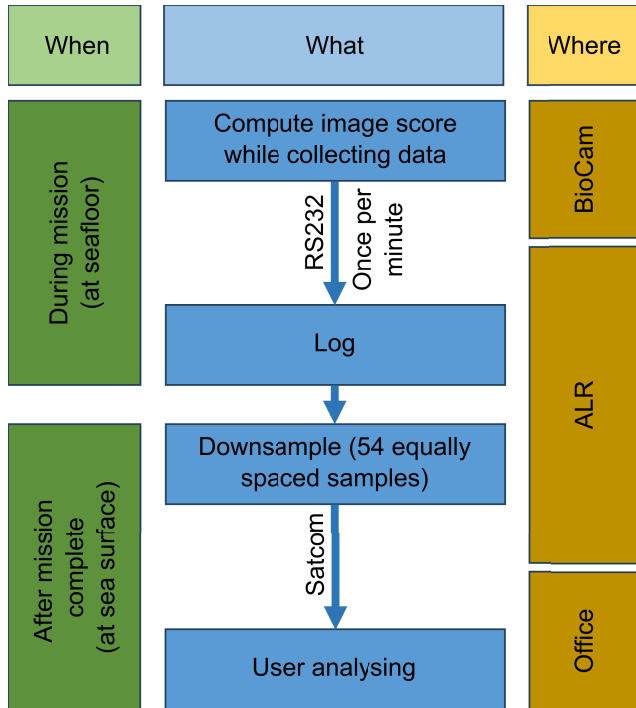 When
What
Where
During mission
(at seafloor)
Compute image score
while collecting data
BioCam
RS232
Once per
minute
Log
ALR
After mission
complete
(at sea surface)
Downsample (54 equally
spaced samples)
Satcom
User analysing
Office